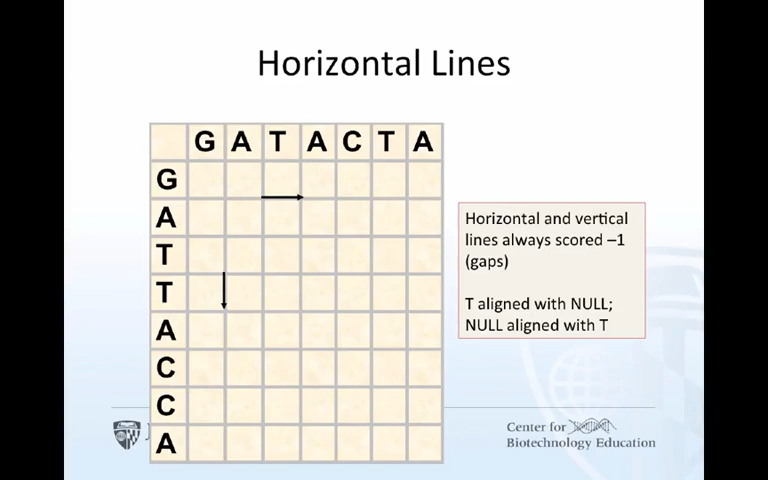 Horizontal Lines
G A T A C T A
G
A
T
T
A
C
C
A
Horizontal and vertical
lines always scored –1
(gaps)
T aligned with NULL;
NULL aligned with T
Center for
Biotechnology Education